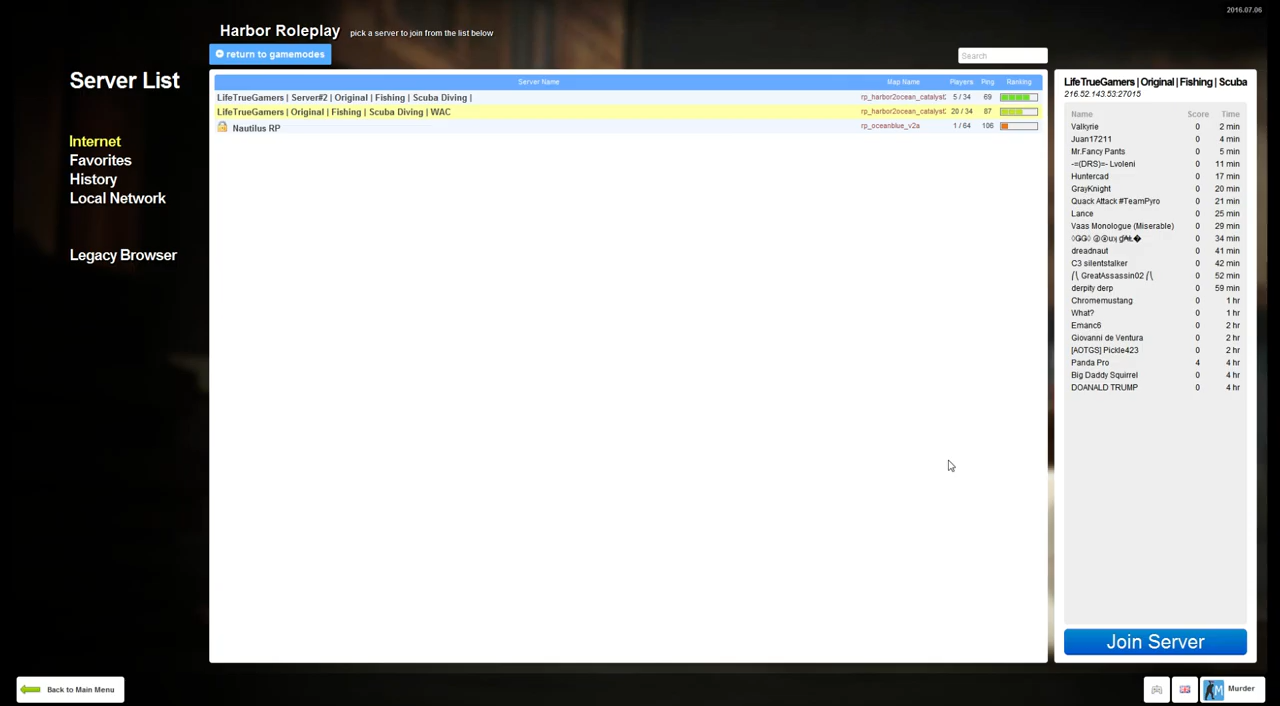 2016.07.06
Harbor Roleplay pick a server to join from the list below
return to gamemodes
Search
Server List
Internet
Favorites
History
Local Network
Legacy Browser
Server Name Map Name Players Ping Ranking
LifeTrueGamers | Server#2 | Original | Fishing | Scuba Diving | rp_harbor2ocean_catalyst 5 / 34 69
LifeTrueGamers | Original | Fishing | Scuba Diving | WAC rp_harbor2ocean_catalyst 20 / 34 87
Nautilus RP rp_oceanblue_v2a 1 / 64 106
LifeTrueGamers | Original | Fishing | Scuba
216.52.143.53:27015
Name Score Time
Valkyrie 0 2 min
Juan17211 0 4 min
Mr.Fancy Pants 0 5 min
-=(DRS)=- Lvoleni 0 11 min
Huntercad 0 17 min
GrayKnight 0 20 min
Quack Attack #TeamPyro 0 21 min
Lance 0 25 min
Vaas Monologue (Miserable) 0 29 min
0 34 min
dreadnaut 0 41 min
C3 silentstalker 0 42 min
GreatAssassin02 0 52 min
derpity derp 0 59 min
Chromemustang 0 1 hr
What? 0 1 hr
Emanc6 0 2 hr
Giovanni de Ventura 0 2 hr
[AOTGS] Pickle423 0 2 hr
Panda Pro 4 4 hr
Big Daddy Squirrel 0 4 hr
DOANALD TRUMP 0 4 hr
Join Server
Back to Main Menu
Murder